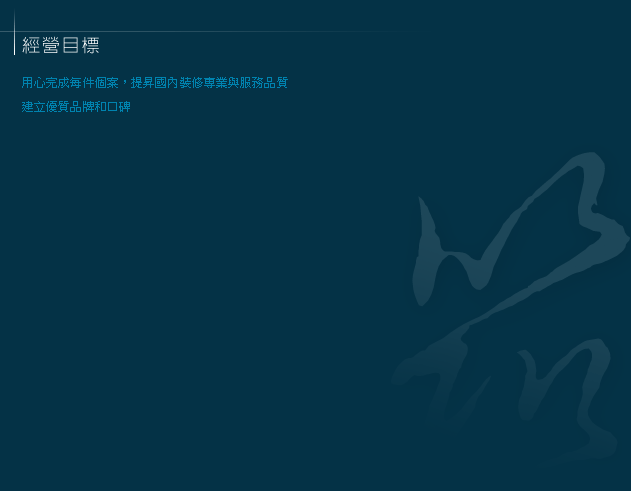 經營目標
用心完成每件個案，提昇國內裝修專業與服務品質
建立優質品牌和口碑